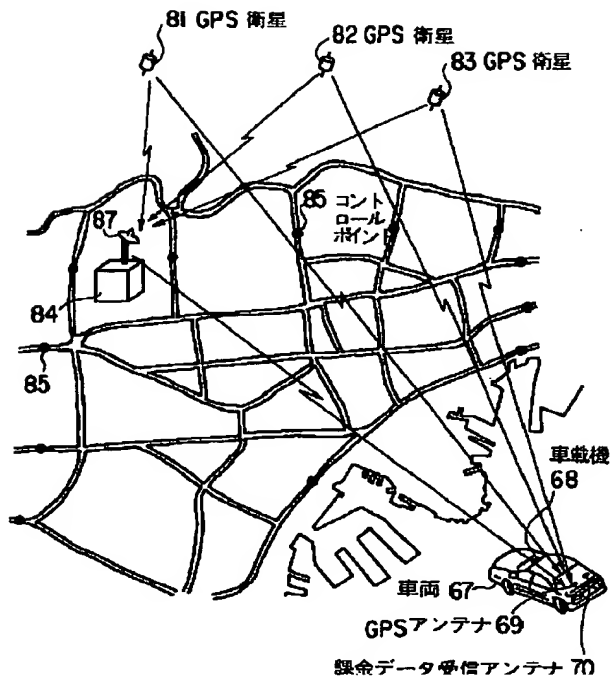 81 GPS 衛星
82 GPS 衛星
83 GPS 衛星
87
85 コント
ロール
ポイント
84
85
車載機
68
車両 67
GPSアンテナ 69
課金データ受信アンテナ 70